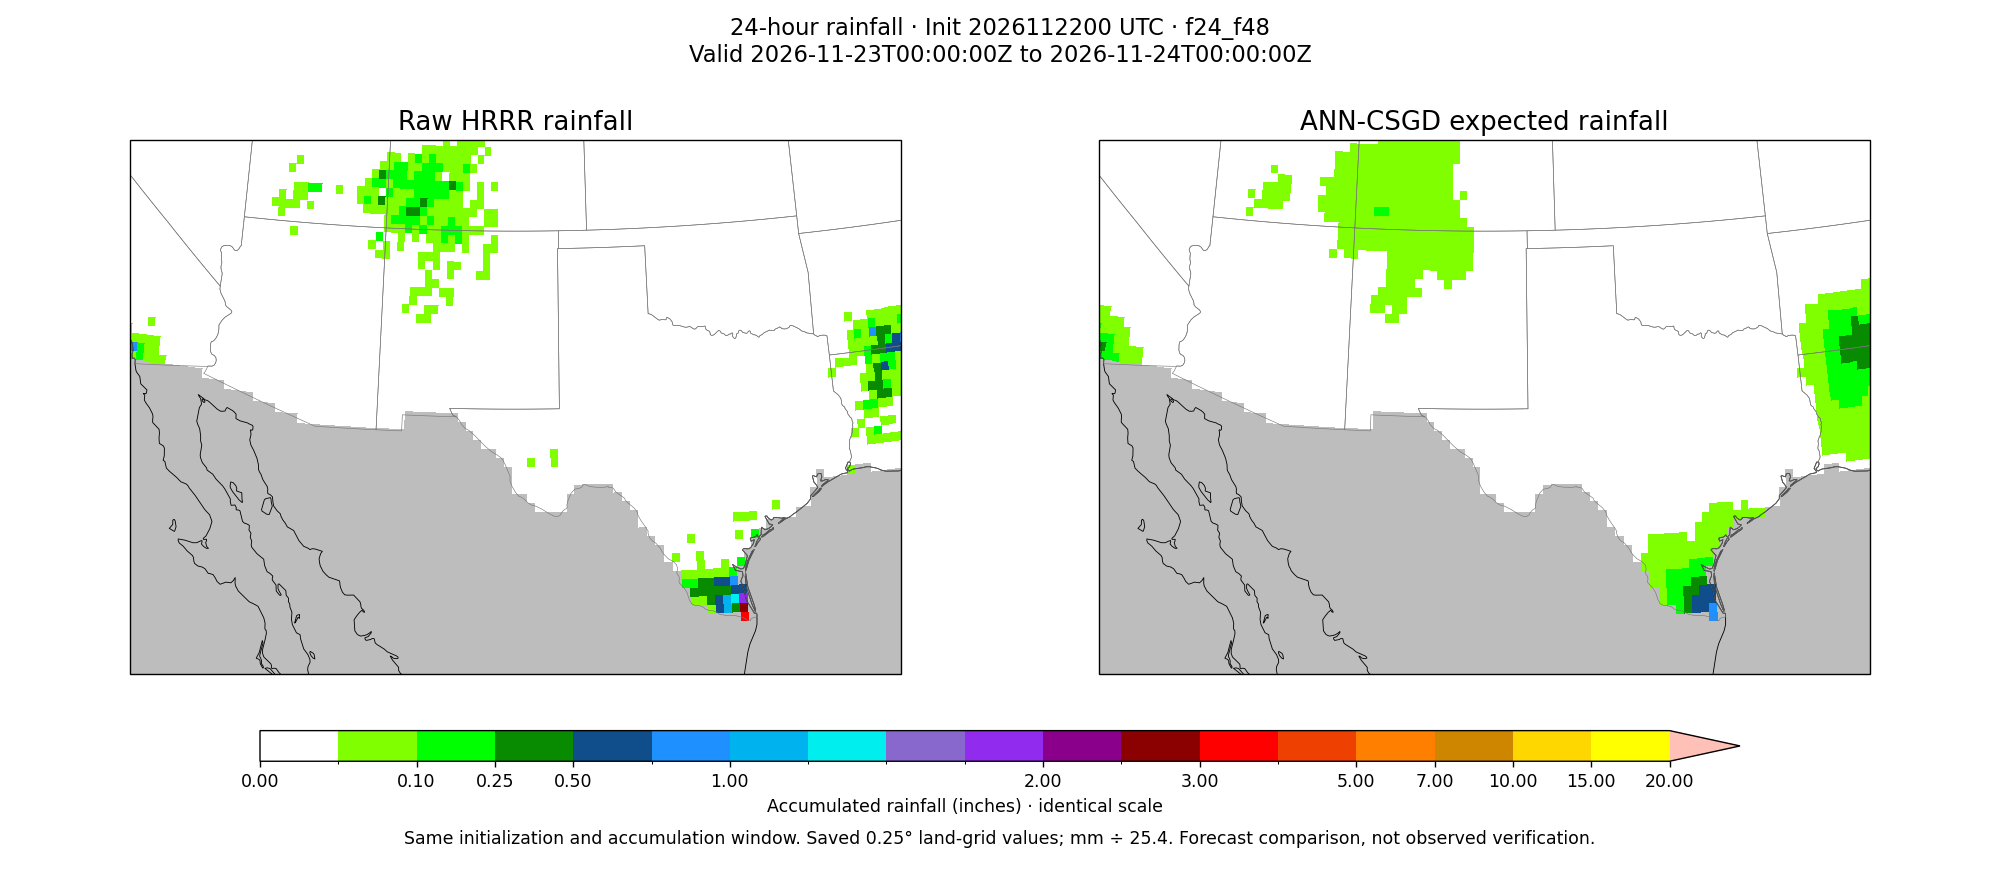 24-hour rainfall · Init 2026112200 UTC · f24_f48
Valid 2026-11-23T00:00:00Z to 2026-11-24T00:00:00Z
Raw HRRR rainfall
ANN-CSGD expected rainfall
0.00 0.10 0.25 0.50 1.00 2.00 3.00 5.00 7.00 10.00 15.00 20.00
Accumulated rainfall (inches) · identical scale
Same initialization and accumulation window. Saved 0.25° land-grid values; mm ÷ 25.4. Forecast comparison, not observed verification.